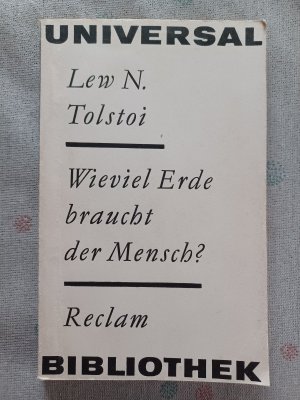 UNIVERSAL
Lew N.
Tolstoi
Wieviel Erde
braucht
der Mensch?
Reclam
BIBLIOTHEK